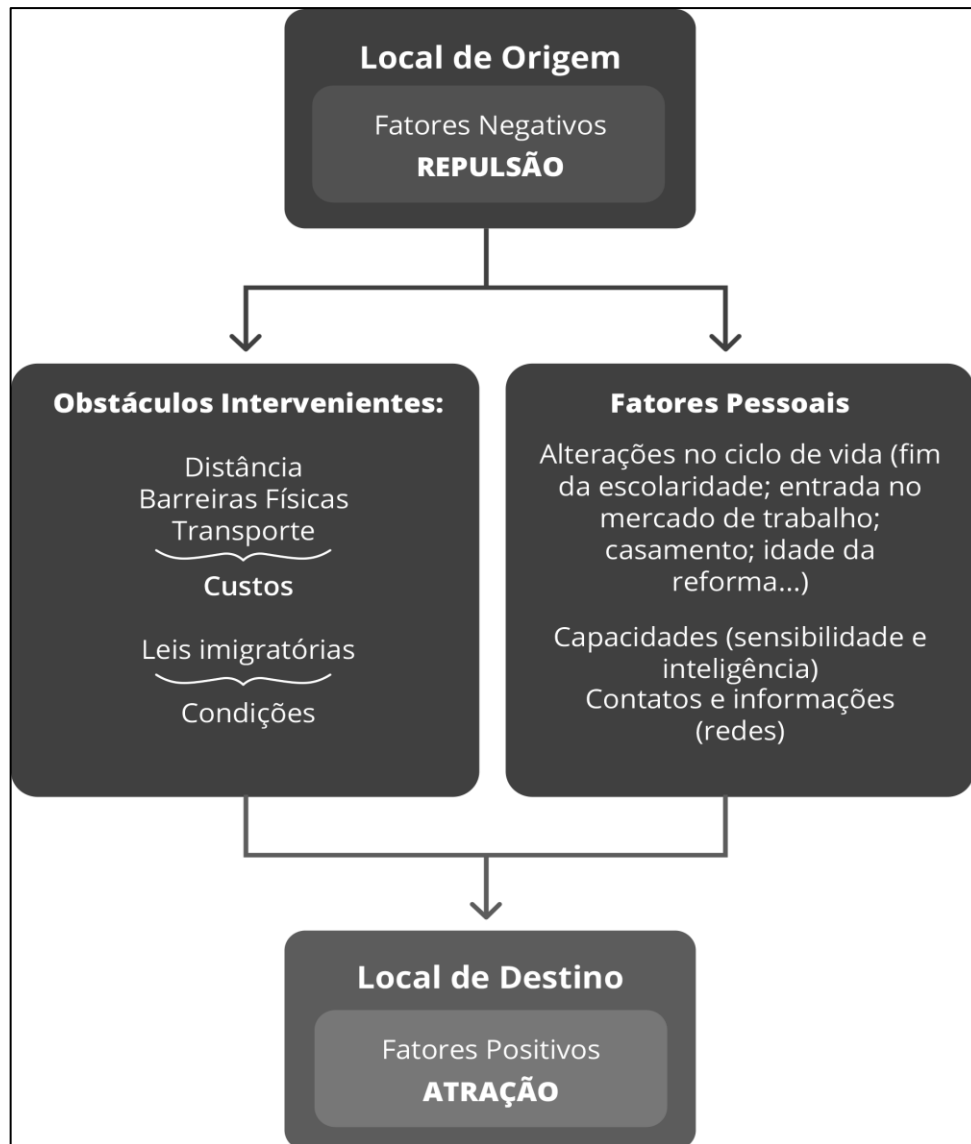 Local de Origem
Fatores Negativos
REPULSÃO
Obstáculos Intervenientes:
Distância
Barreiras Físicas
Transporte
Custos
Leis imigratórias
Condições
Fatores Pessoais
Alterações no ciclo de vida (fim
da escolaridade; entrada no
mercado de trabalho;
casamento; idade da
reforma...)
Capacidades (sensibilidade e
inteligência)
Contatos e informações
(redes)
Local de Destino
Fatores Positivos
ATRAÇÃO